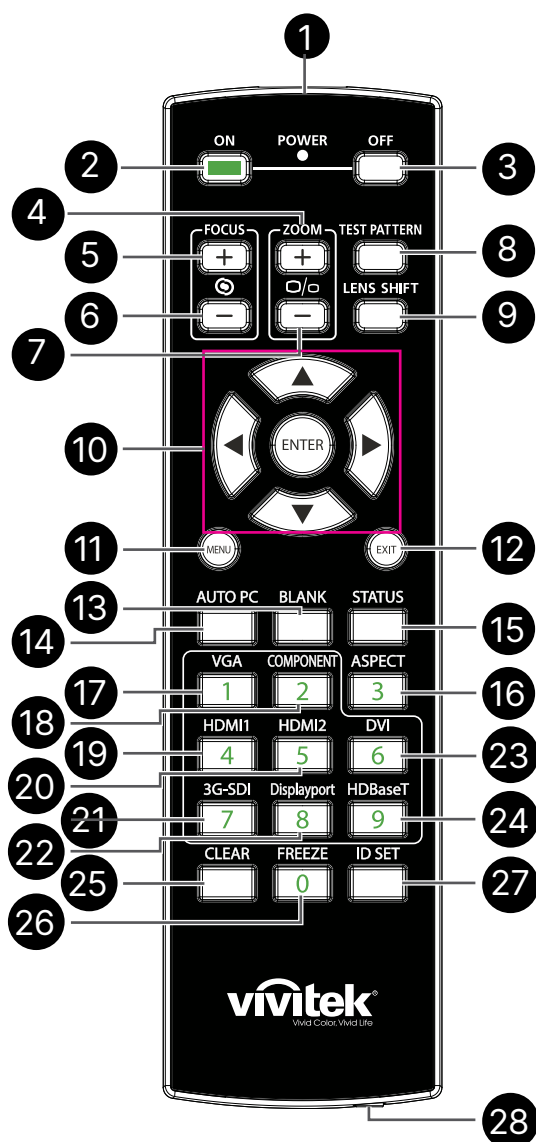 1
ON POWER OFF
2 3
4
FOCUS ZOOM TEST PATTERN
5 + + 8
LENS SHIFT
6 − − 9
7
10 ENTER
11 MENU EXIT 12
13 AUTO PC BLANK STATUS
14 15
VGA COMPONENT ASPECT
17 1 2 3 16
18 HDMI1 HDMI2 DVI
19 4 5 6 23
20
3G-SDI Displayport HDBaseT
21 7 8 9 24
22
CLEAR FREEZE ID SET
25 0 27
26
vivitek®
Vivid Color, Vivid Life
28